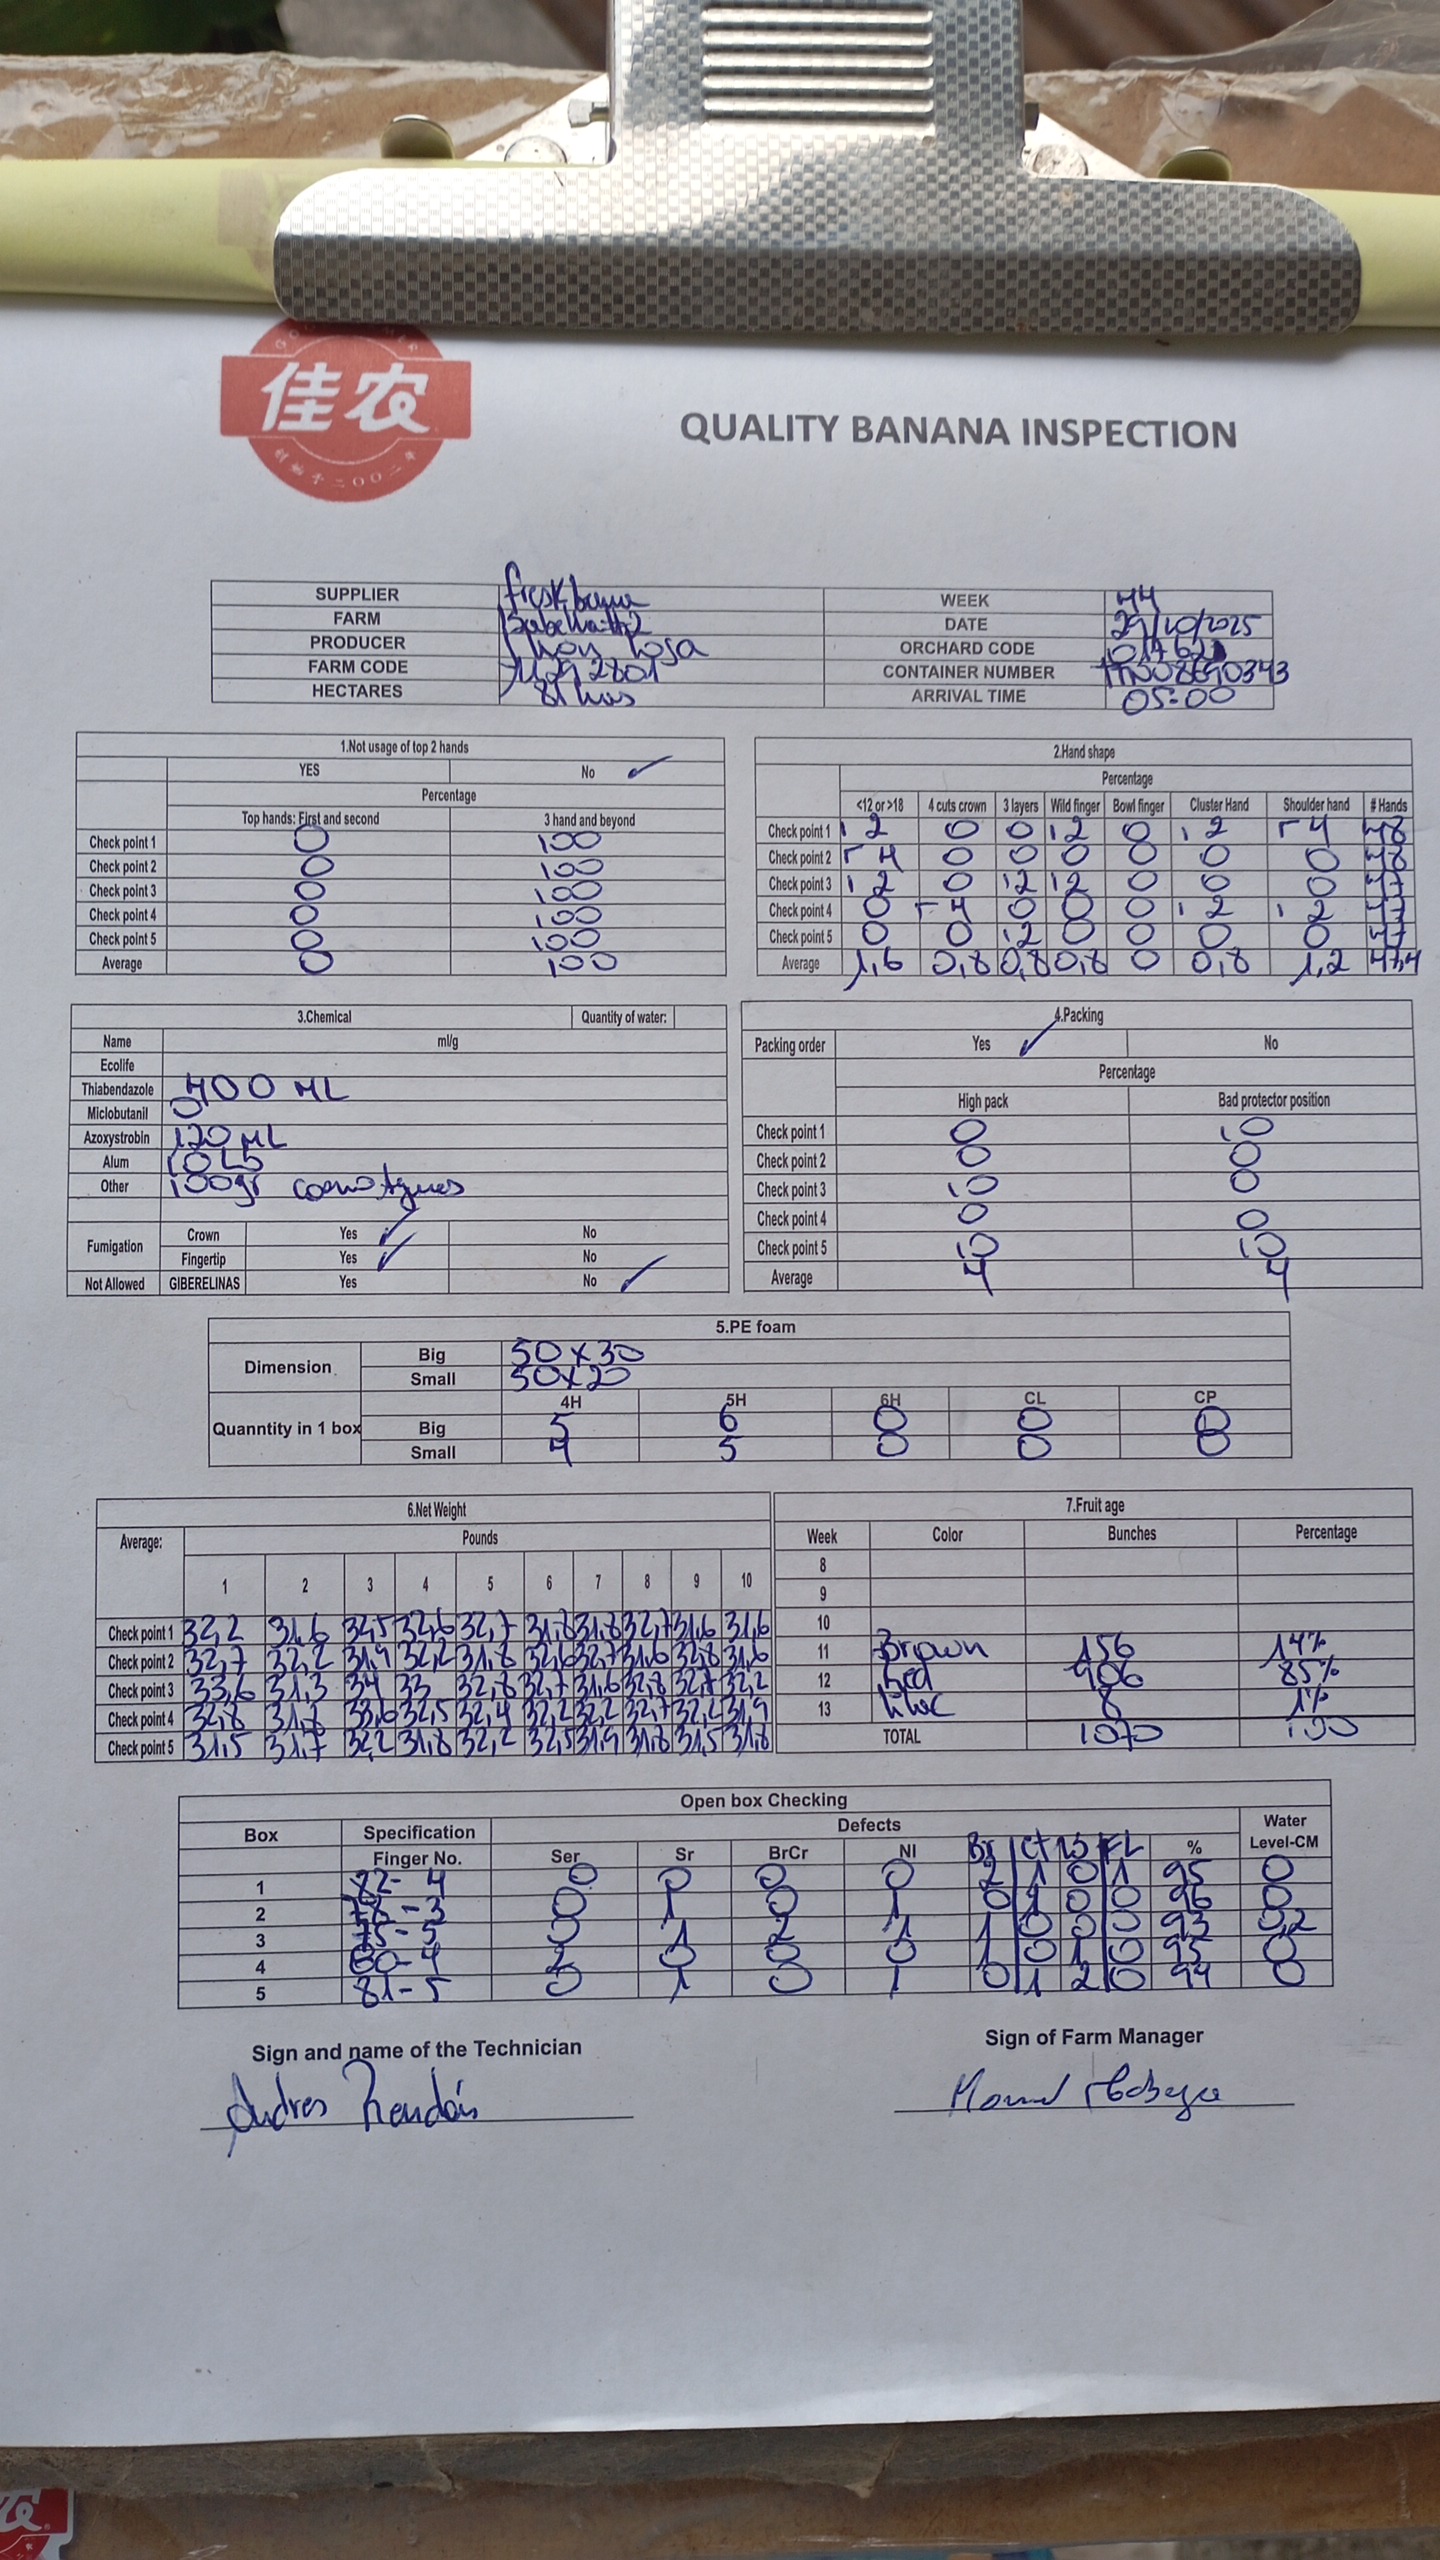 佳农
QUALITY BANANA INSPECTION
SUPPLIER WEEK 44
FARM DATE 29/10/2025
PRODUCER rosa ORCHARD CODE
FARM CODE CONTAINER NUMBER
HECTARES 81 has ARRIVAL TIME 05:00
1.Not usage of top 2 hands
YES No ✓
Percentage
Top hands: First and second 3 hand and beyond
Check point 1 0 100
Check point 2 0 100
Check point 3 0 100
Check point 4 0 100
Check point 5 0 100
Average 0 100
2.Hand shape
Percentage
<12 or >18 4 cuts crown 3 layers Wild finger Bowl finger Cluster Hand Shoulder hand # Hands
Check point 1 1 2 0 0 1 2 0 1 2 4 48
Check point 2 4 0 0 0 0 0 0 48
Check point 3 1 2 0 1 2 1 2 0 0 0 47
Check point 4 0 4 0 0 0 1 2 1 2 47
Check point 5 0 0 1 2 0 0 0 0 47
Average 1,6 0,8 0,8 0,8 0 0,8 1,2 47,4
3.Chemical Quantity of water:
Name ml/g
Ecolife
Thiabendazole 400 ML
Miclobutanil 0
Azoxystrobin 120 ML
Alum 10 L5
Other 100gr
Fumigation Crown Yes ✓ No
Fingertip Yes ✓ No
Not Allowed GIBERELINAS Yes No ✓
4.Packing
Packing order Yes ✓ No
Percentage
High pack Bad protector position
Check point 1 0 10
Check point 2 0 0
Check point 3 10 0
Check point 4 0 0
Check point 5 10 10
Average 4 4
5.PE foam
Dimension Big 50x30
Small 50x20
4H 5H 6H CL CP
Quanntity in 1 box Big 5 6 0 0 0
Small 4 5 0 0 0
6.Net Weight
Average: Pounds
1 2 3 4 5 6 7 8 9 10
Check point 1 32,2 31,6 32,5 32,6 32,7 31,8 31,8 32,7 31,6 31,6
Check point 2 32,7 32,2 31,9 32,2 31,8 32,6 32,7 31,6 32,8 31,6
Check point 3 33,6 31,3 34 33 32,8 32,7 31,6 32,8 32,7 32,2
Check point 4 32,8 31,8 33,6 32,5 32,4 32,2 32,2 32,7 32,2 31,9
Check point 5 31,5 31,7 32,2 31,8 32,2 32,5 31,9 31,8 31,5 31,8
7.Fruit age
Week Color Bunches Percentage
8
9
10
11 Brown 156 14%
12 Red 906 85%
13 8 1%
TOTAL 1070 100
Open box Checking
Box Specification Defects Water
Finger No. Ser Sr BrCr NI Br Ct LS FL % Level-CM
1 82-4 0 0 0 0 2 1 0 1 95 0
2 78-3 0 1 0 1 0 1 0 0 96 0
3 75-5 0 1 2 1 1 0 0 0 93 0,2
4 80-4 2 0 0 0 1 0 1 0 95 0
5 81-5 0 1 0 1 0 1 2 0 94 0
Sign and name of the Technician Sign of Farm Manager
Andres Rendón